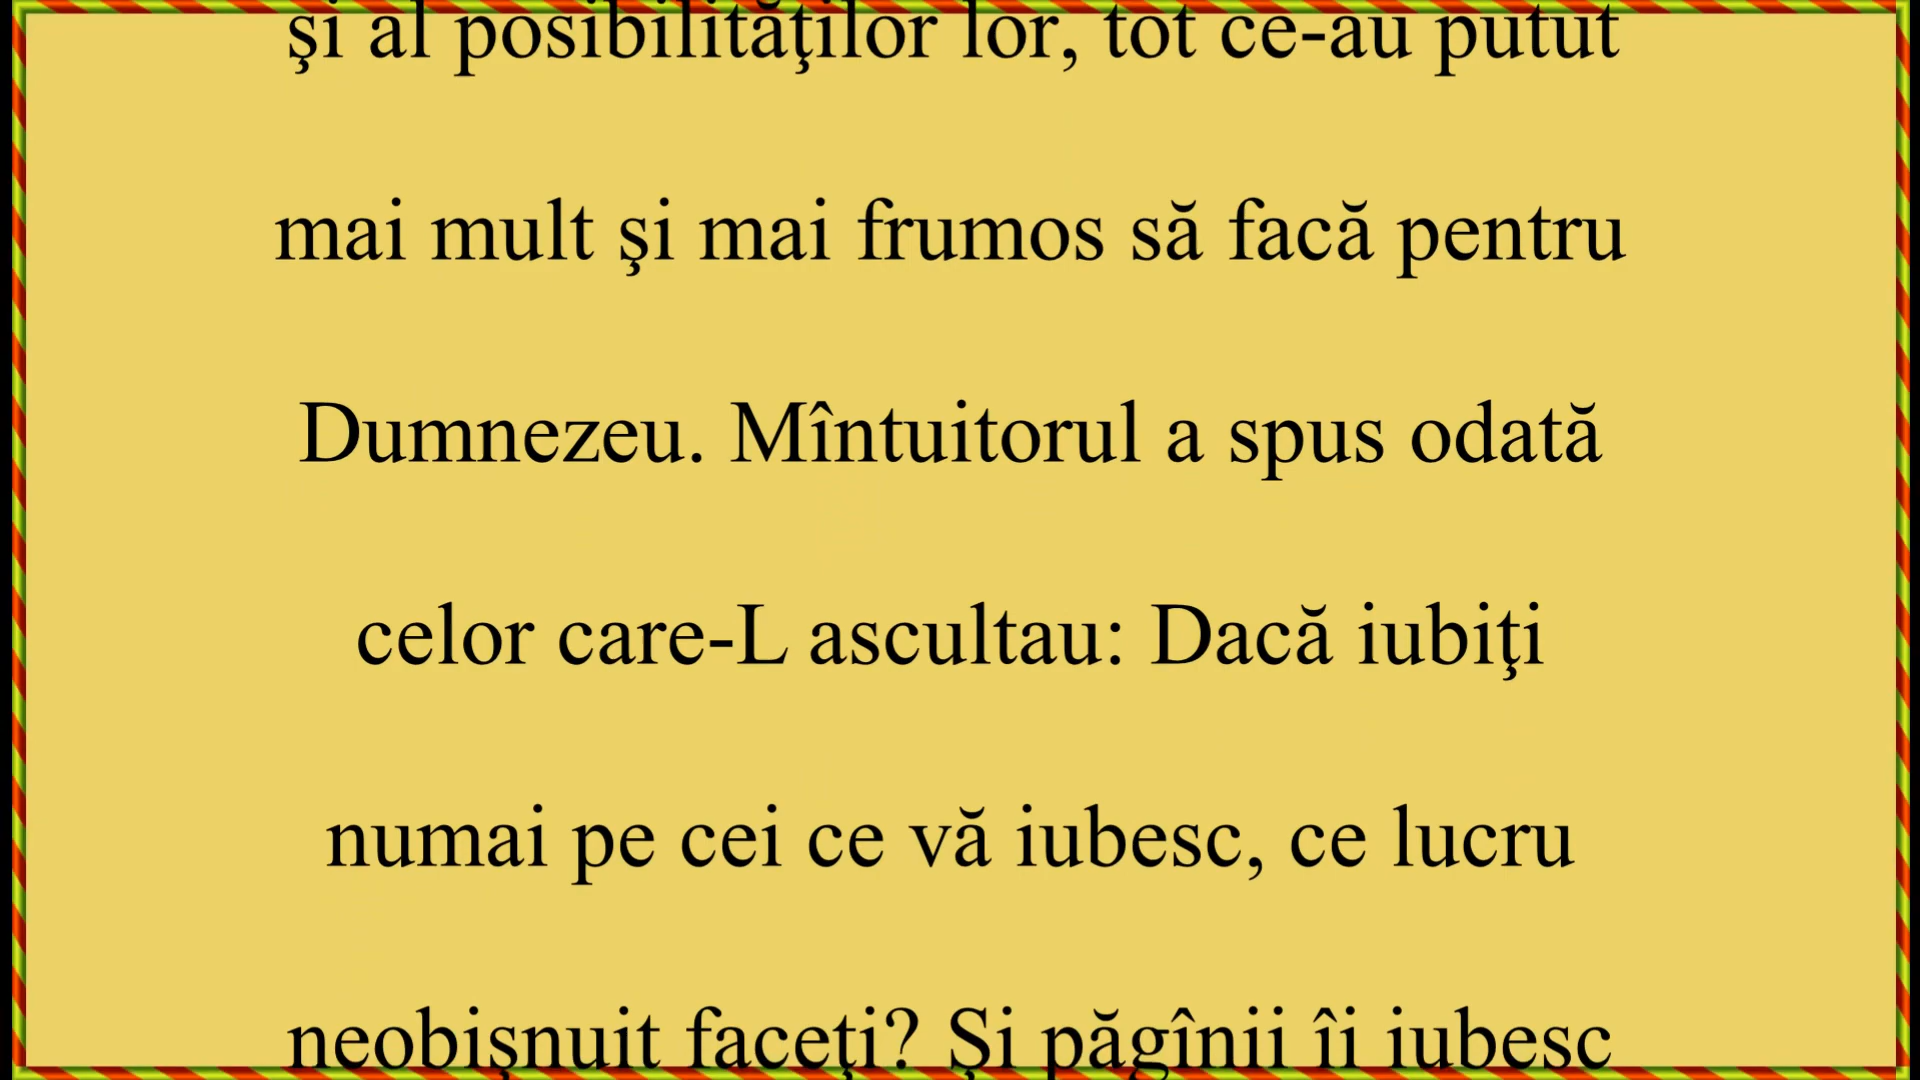 şi al posibilităţilor lor, tot ce-au putut
mai mult şi mai frumos să facă pentru
Dumnezeu. Mîntuitorul a spus odată
celor care-L ascultau: Dacă iubiţi
numai pe cei ce vă iubesc, ce lucru
neobişnuit faceţi? Şi păgînii îi iubesc